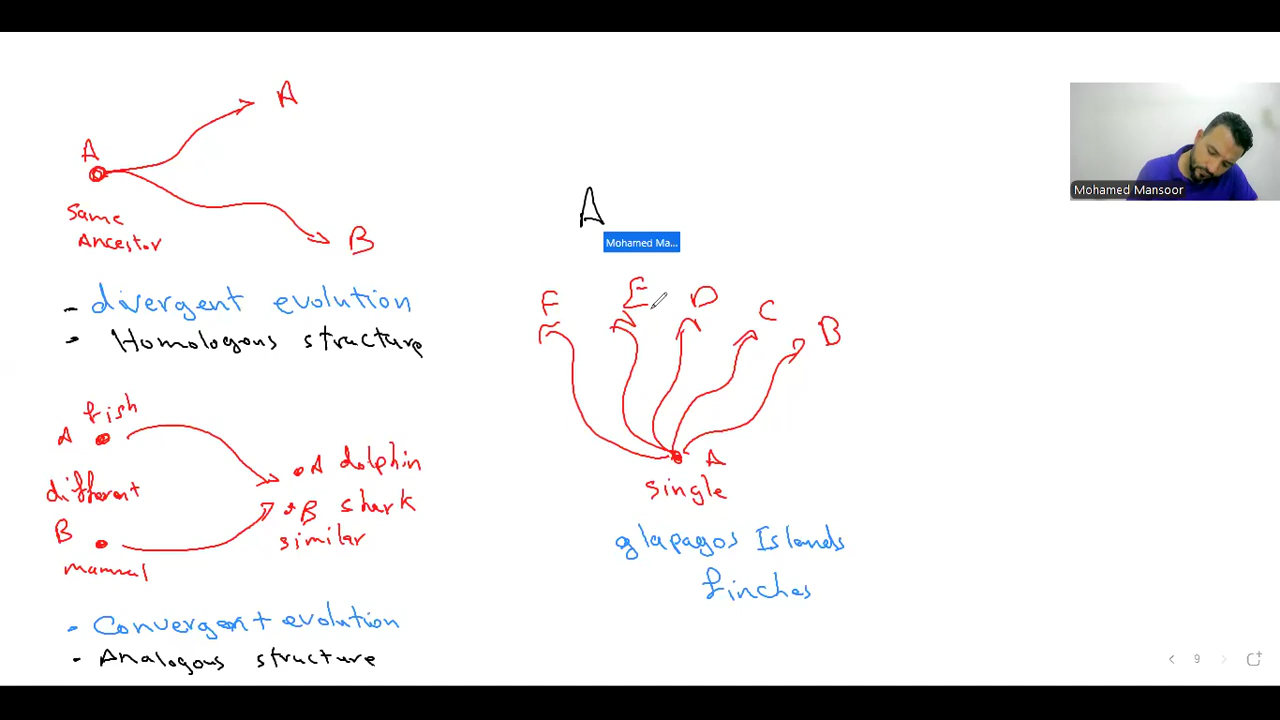 A
A
Same
Ancestor
B
- divergent evolution
- Homologous structure
A fish
different
B
mamal
A dolphin
B shark
similar
- Convergent evolution
- Analogous structure
A
Mohamed Ma...
F
E
D
C
B
A
single
glapagos Islands
finches
Mohamed Mansoor
9